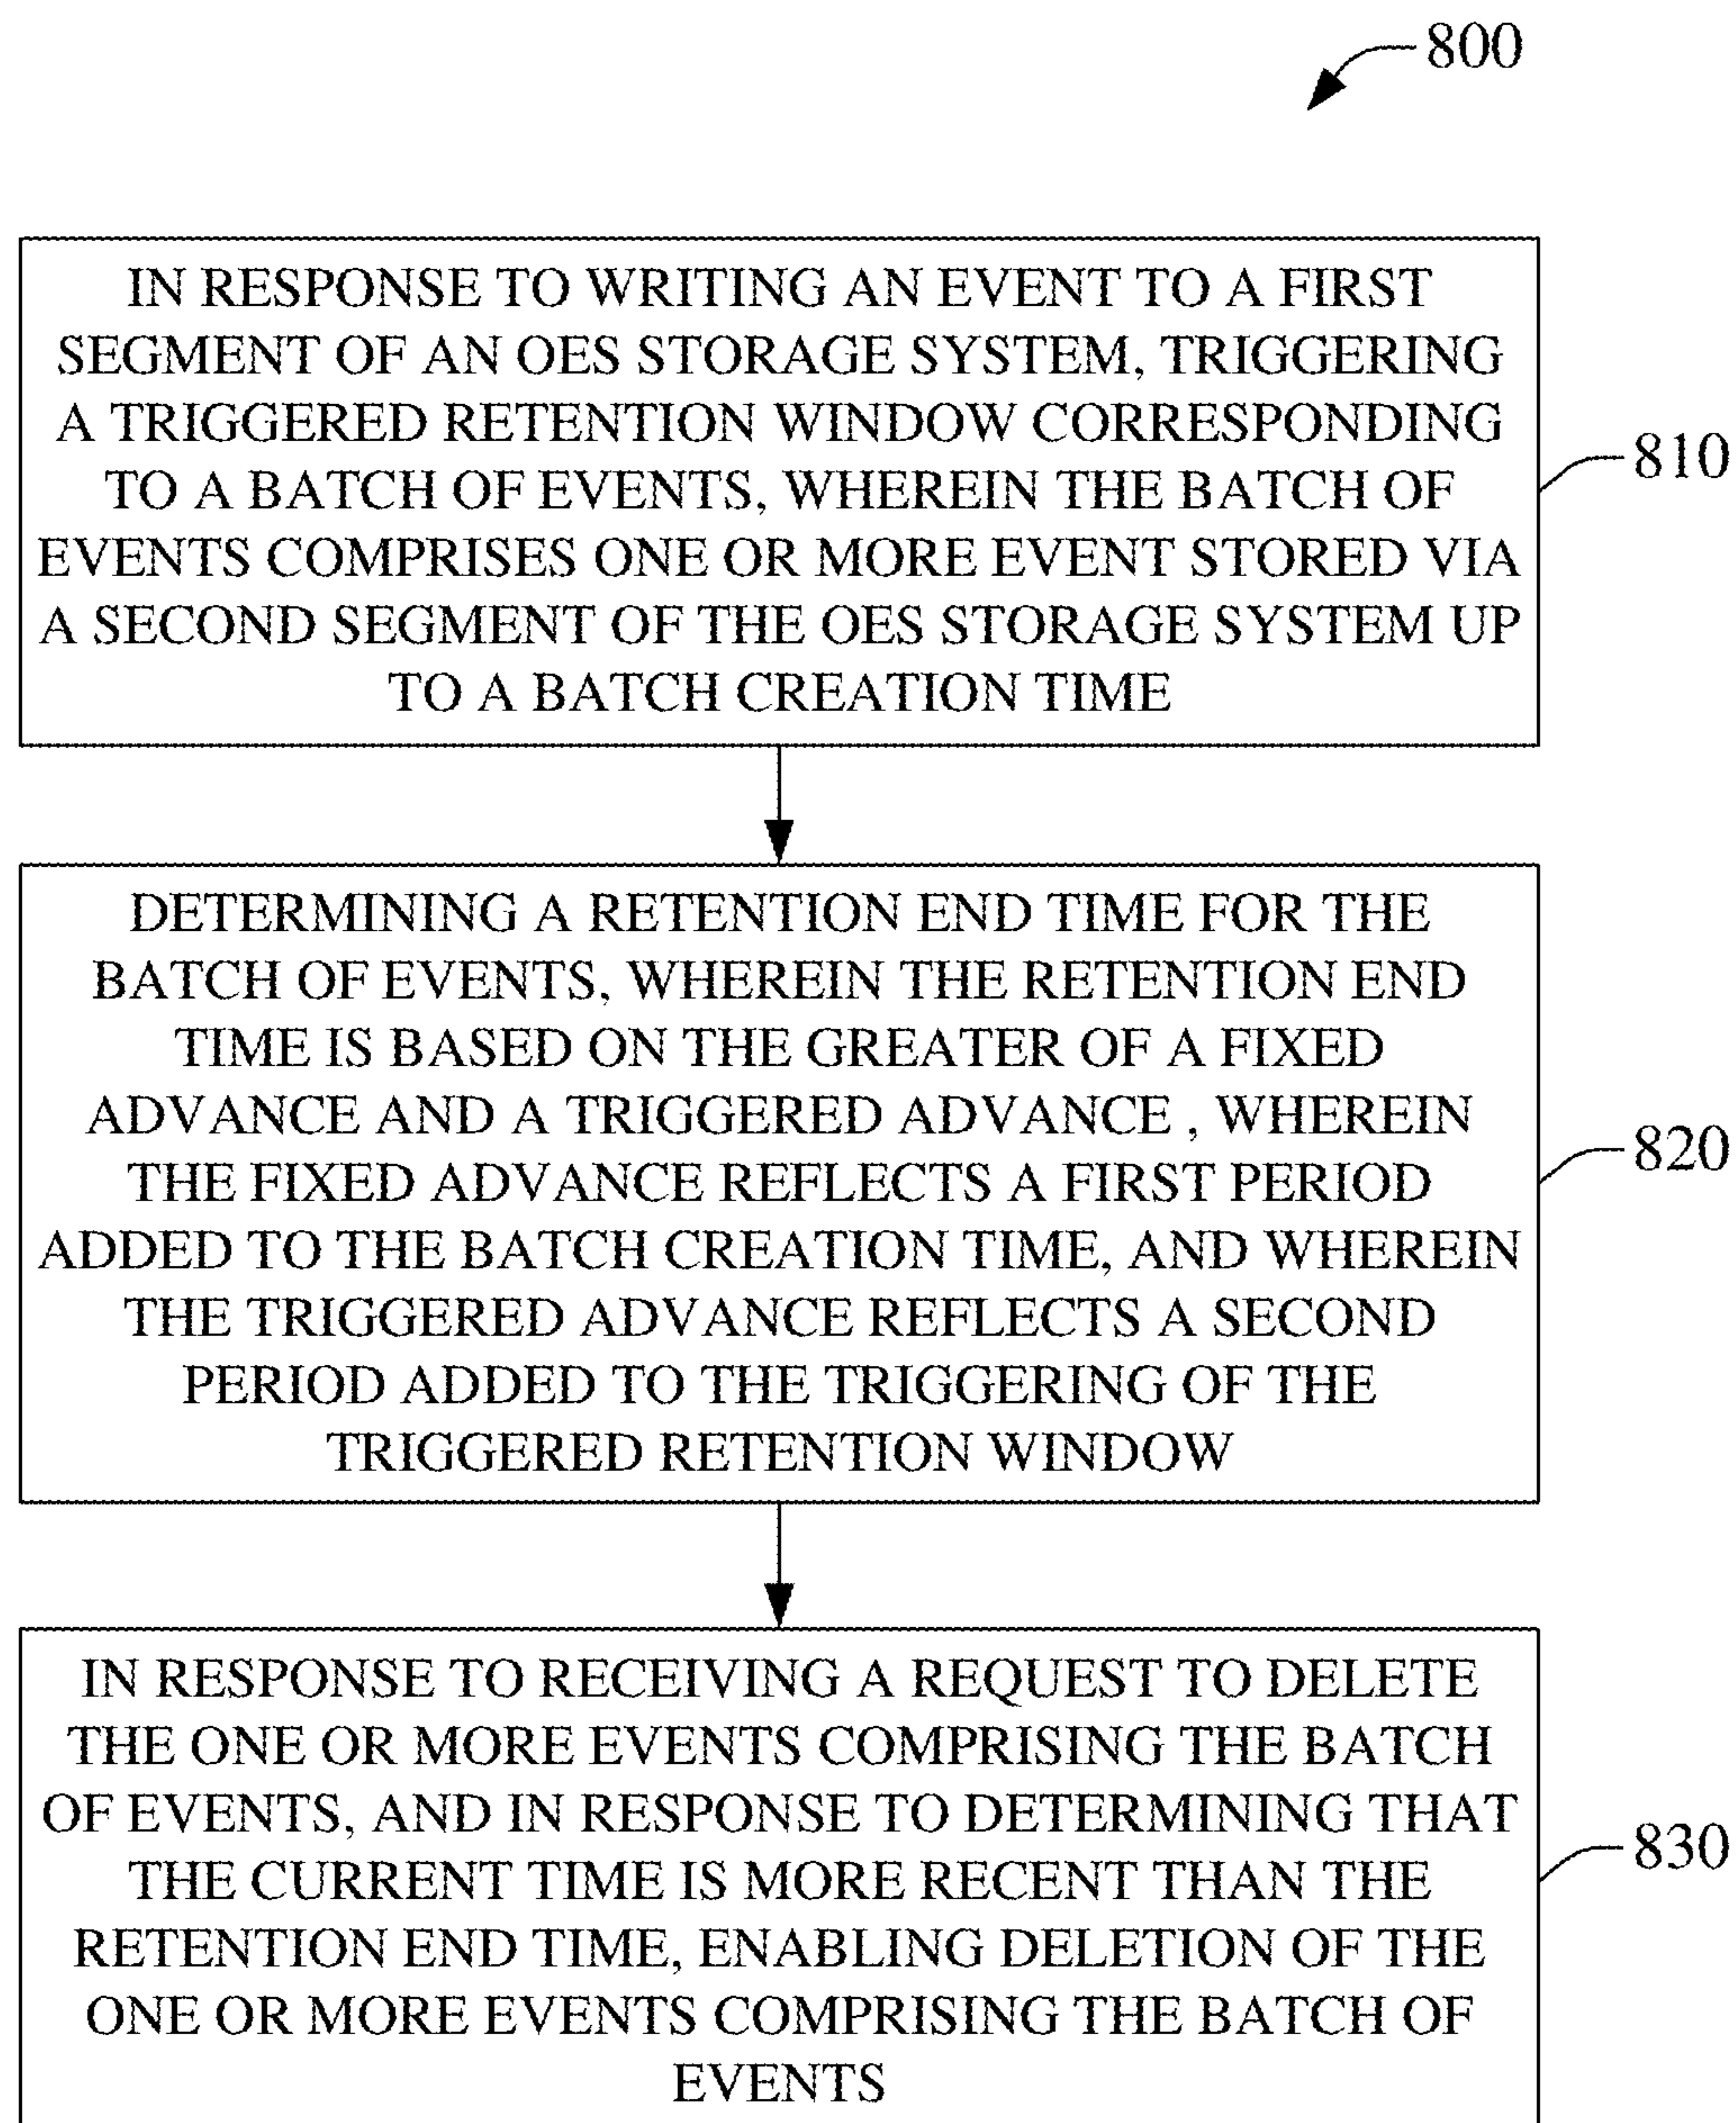 800
IN RESPONSE TO WRITING AN EVENT TO A FIRST
SEGMENT OF AN OES STORAGE SYSTEM, TRIGGERING
A TRIGGERED RETENTION WINDOW CORRESPONDING
TO A BATCH OF EVENTS, WHEREIN THE BATCH OF
EVENTS COMPRISES ONE OR MORE EVENT STORED VIA
A SECOND SEGMENT OF THE OES STORAGE SYSTEM UP
TO A BATCH CREATION TIME
810
DETERMINING A RETENTION END TIME FOR THE
BATCH OF EVENTS, WHEREIN THE RETENTION END
TIME IS BASED ON THE GREATER OF A FIXED
ADVANCE AND A TRIGGERED ADVANCE , WHEREIN
THE FIXED ADVANCE REFLECTS A FIRST PERIOD
ADDED TO THE BATCH CREATION TIME, AND WHEREIN
THE TRIGGERED ADVANCE REFLECTS A SECOND
PERIOD ADDED TO THE TRIGGERING OF THE
TRIGGERED RETENTION WINDOW
820
IN RESPONSE TO RECEIVING A REQUEST TO DELETE
THE ONE OR MORE EVENTS COMPRISING THE BATCH
OF EVENTS, AND IN RESPONSE TO DETERMINING THAT
THE CURRENT TIME IS MORE RECENT THAN THE
RETENTION END TIME, ENABLING DELETION OF THE
ONE OR MORE EVENTS COMPRISING THE BATCH OF
EVENTS
830